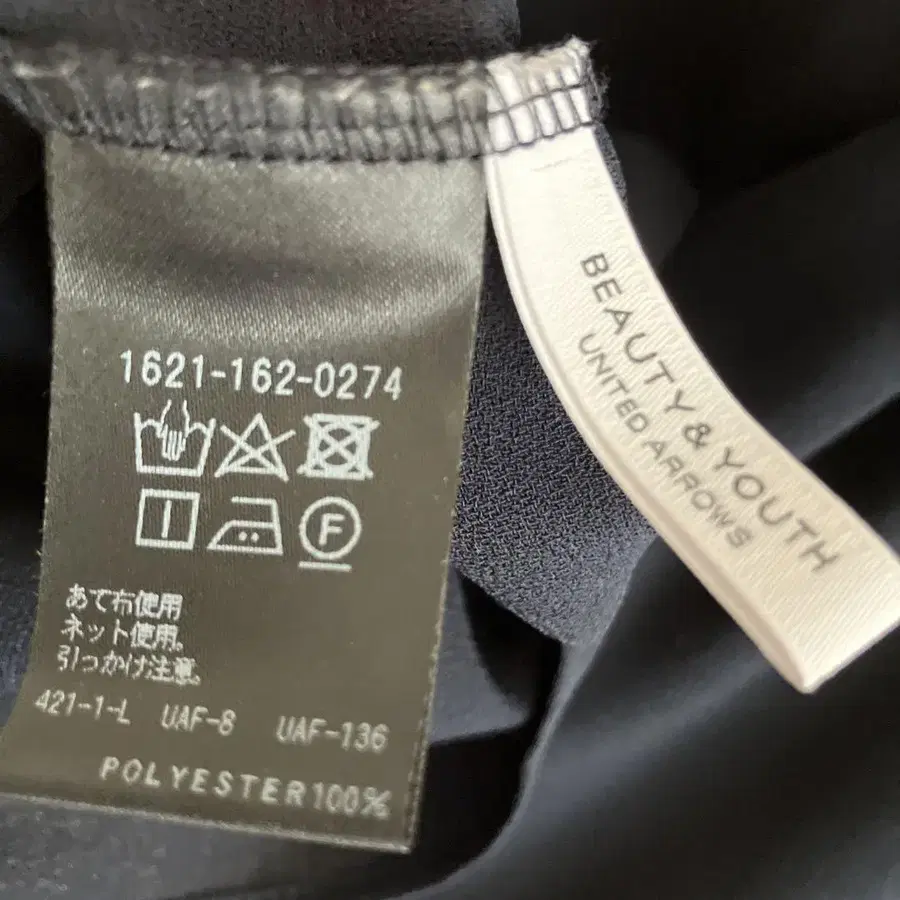 1621-162-0274
F
あて布使用
ネット使用。
引っかけ注意。
421-1-L UAF-8 UAF-136
POLYESTER100%
BEAUTY & YOUTH
UNITED ARROWS